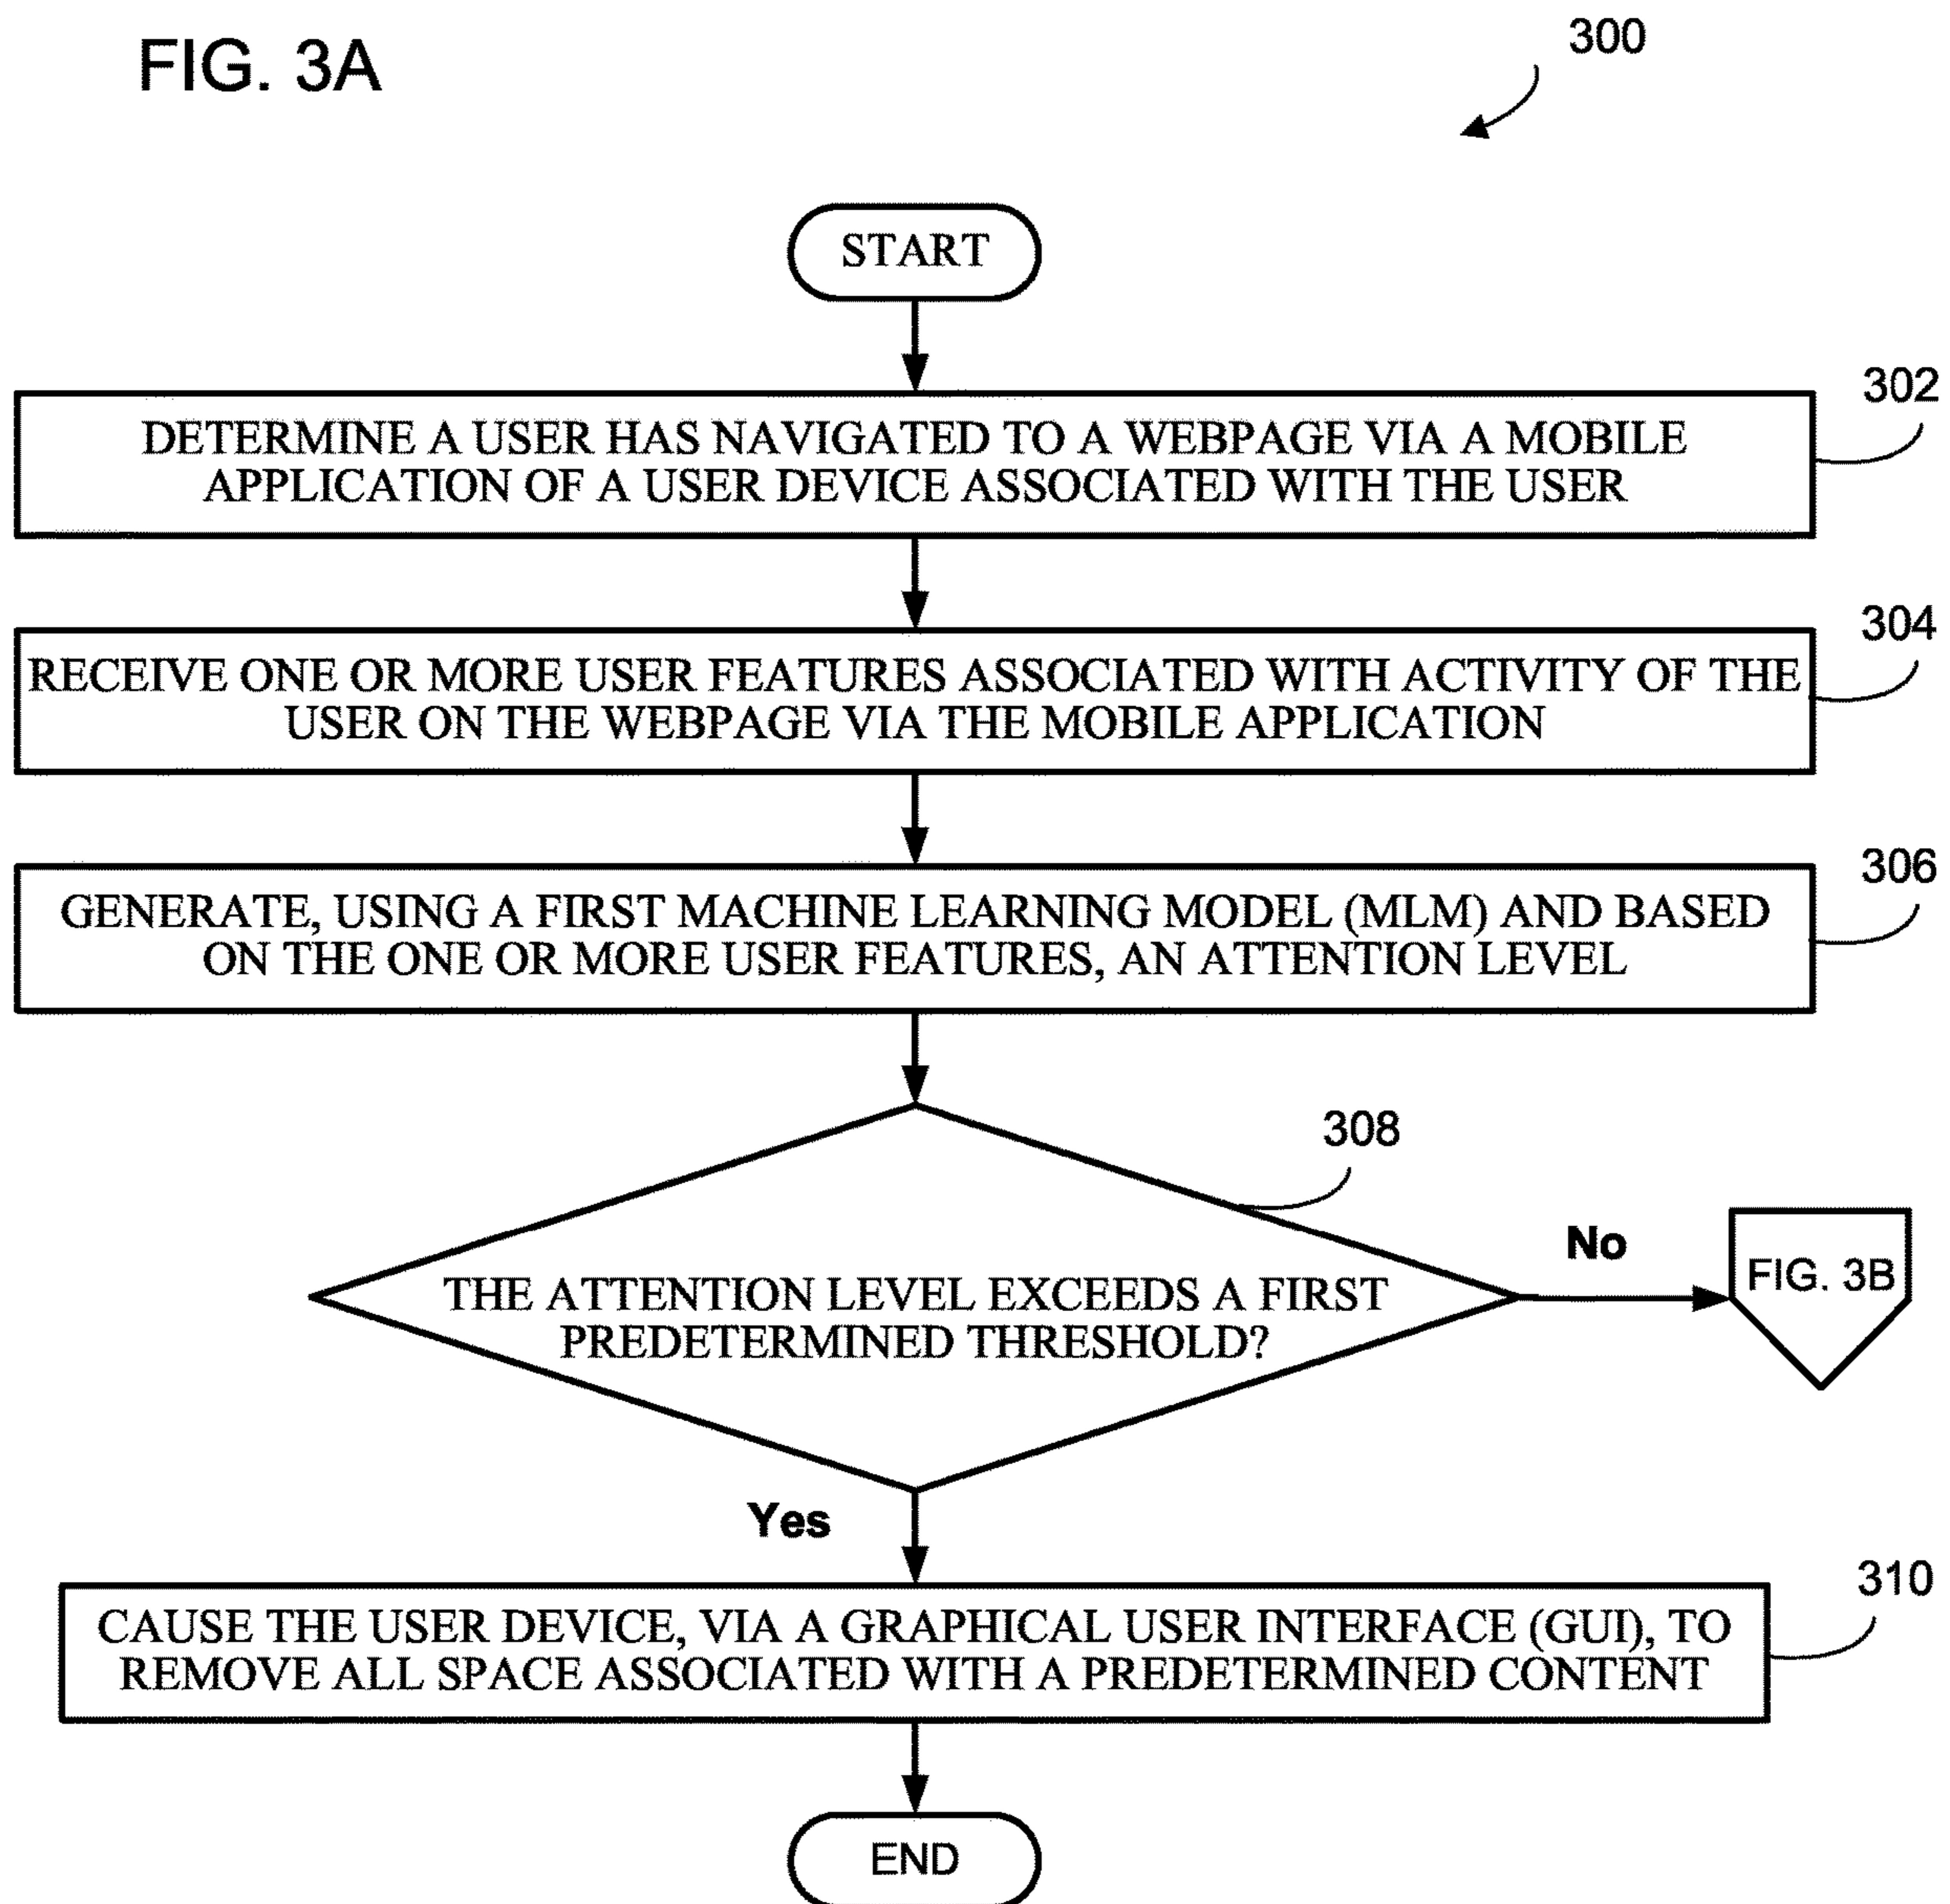 FIG. 3A
300
START
302
DETERMINE A USER HAS NAVIGATED TO A WEBPAGE VIA A MOBILE
APPLICATION OF A USER DEVICE ASSOCIATED WITH THE USER
304
RECEIVE ONE OR MORE USER FEATURES ASSOCIATED WITH ACTIVITY OF THE
USER ON THE WEBPAGE VIA THE MOBILE APPLICATION
306
GENERATE, USING A FIRST MACHINE LEARNING MODEL (MLM) AND BASED
ON THE ONE OR MORE USER FEATURES, AN ATTENTION LEVEL
308
THE ATTENTION LEVEL EXCEEDS A FIRST
PREDETERMINED THRESHOLD?
No
FIG. 3B
Yes
310
CAUSE THE USER DEVICE, VIA A GRAPHICAL USER INTERFACE (GUI), TO
REMOVE ALL SPACE ASSOCIATED WITH A PREDETERMINED CONTENT
END